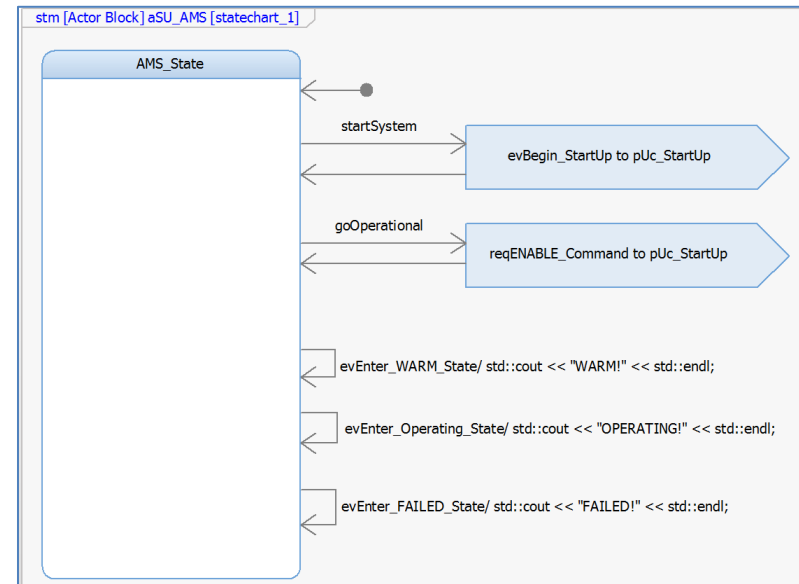 stm [Actor Block] aSU_AMS [statechart_1]
AMS_State
startSystem
evBegin_StartUp to pUc_StartUp
goOperational
reqENABLE_Command to pUc_StartUp
evEnter_WARM_State/ std::cout << "WARM!" << std::endl;
evEnter_Operating_State/ std::cout << "OPERATING!" << std::endl;
evEnter_FAILED_State/ std::cout << "FAILED!" << std::endl;